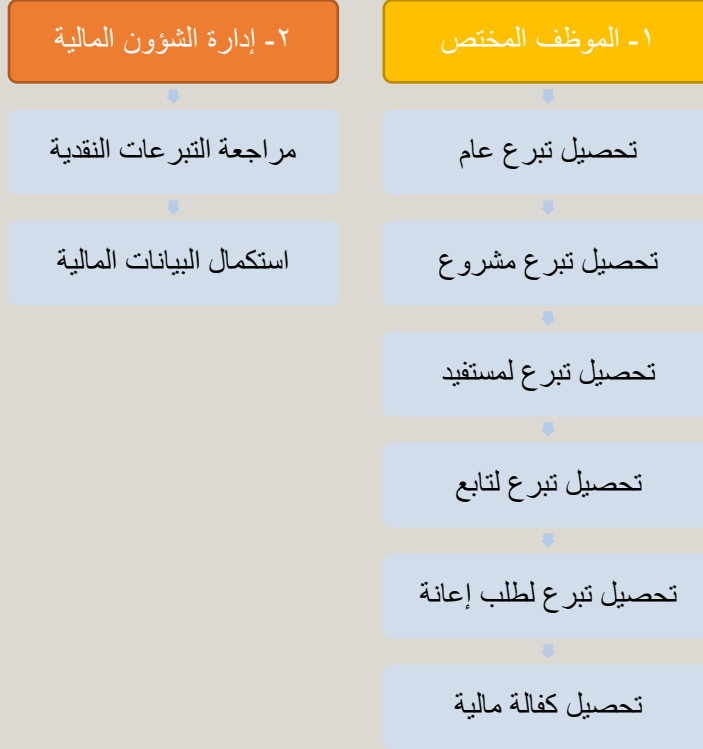 ١- الموظف المختص
تحصيل تبرع عام
تحصيل تبرع مشروع
تحصيل تبرع لمستفيد
تحصيل تبرع لتابع
تحصيل تبرع لطلب إعانة
تحصيل كفالة مالية
٢- إدارة الشؤون المالية
مراجعة التبرعات النقدية
استكمال البيانات المالية